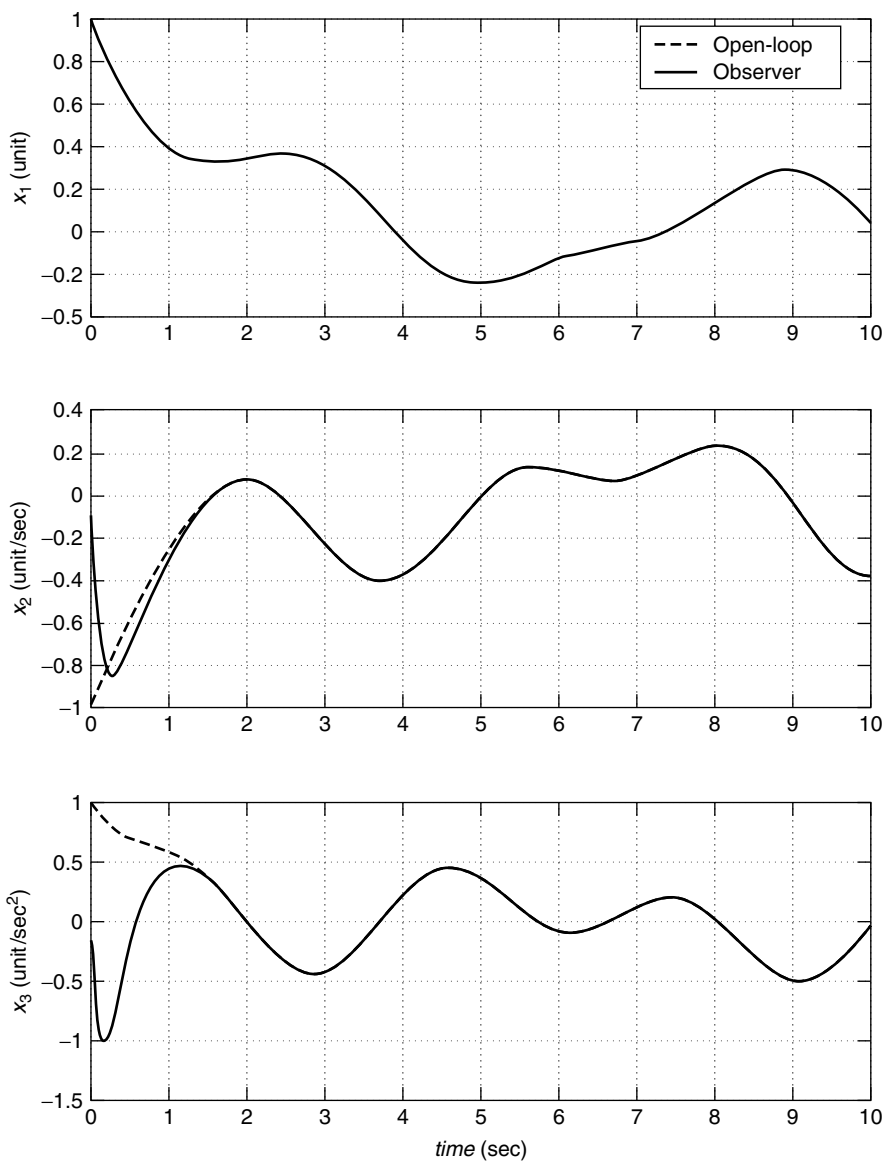 1
0.8
0.6
0.4
0.2
0
−0.2
−0.5
x1 (unit)
Open-loop
Observer
0 1 2 3 4 5 6 7 8 9 10
0.4
0.2
0
−0.2
−0.4
−0.6
−0.8
−1
x2 (unit/sec)
0 1 2 3 4 5 6 7 8 9 10
1
0.5
0
−0.5
−1
−1.5
x3 (unit/sec²)
0 1 2 3 4 5 6 7 8 9 10
time (sec)